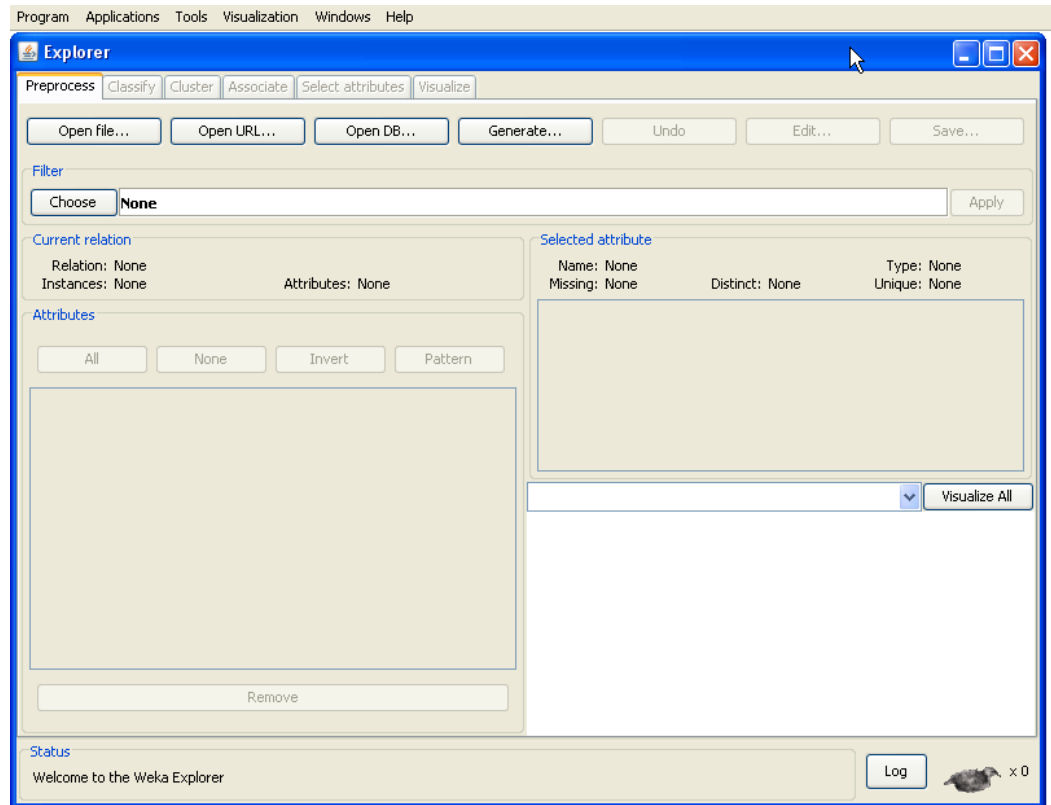 Program Applications Tools Visualization Windows Help
Explorer
Preprocess Classify Cluster Associate Select attributes Visualize
Open file... Open URL... Open DB... Generate... Undo Edit... Save...
Filter
Choose None Apply
Current relation
Relation: None
Instances: None Attributes: None
Selected attribute
Name: None Type: None
Missing: None Distinct: None Unique: None
Attributes
All None Invert Pattern
Visualize All
Remove
Status
Welcome to the Weka Explorer
Log x 0